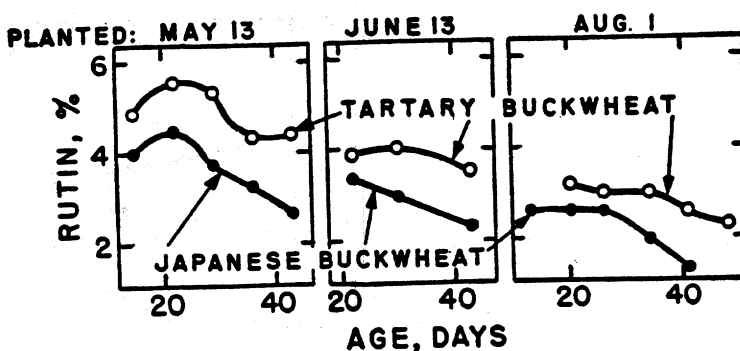 PLANTED: MAY 13 JUNE 13 AUG. 1
6
TARTARY BUCKWHEAT
4
RUTIN, %
2
JAPANESE BUCKWHEAT
20 40 20 40 20 40
AGE, DAYS